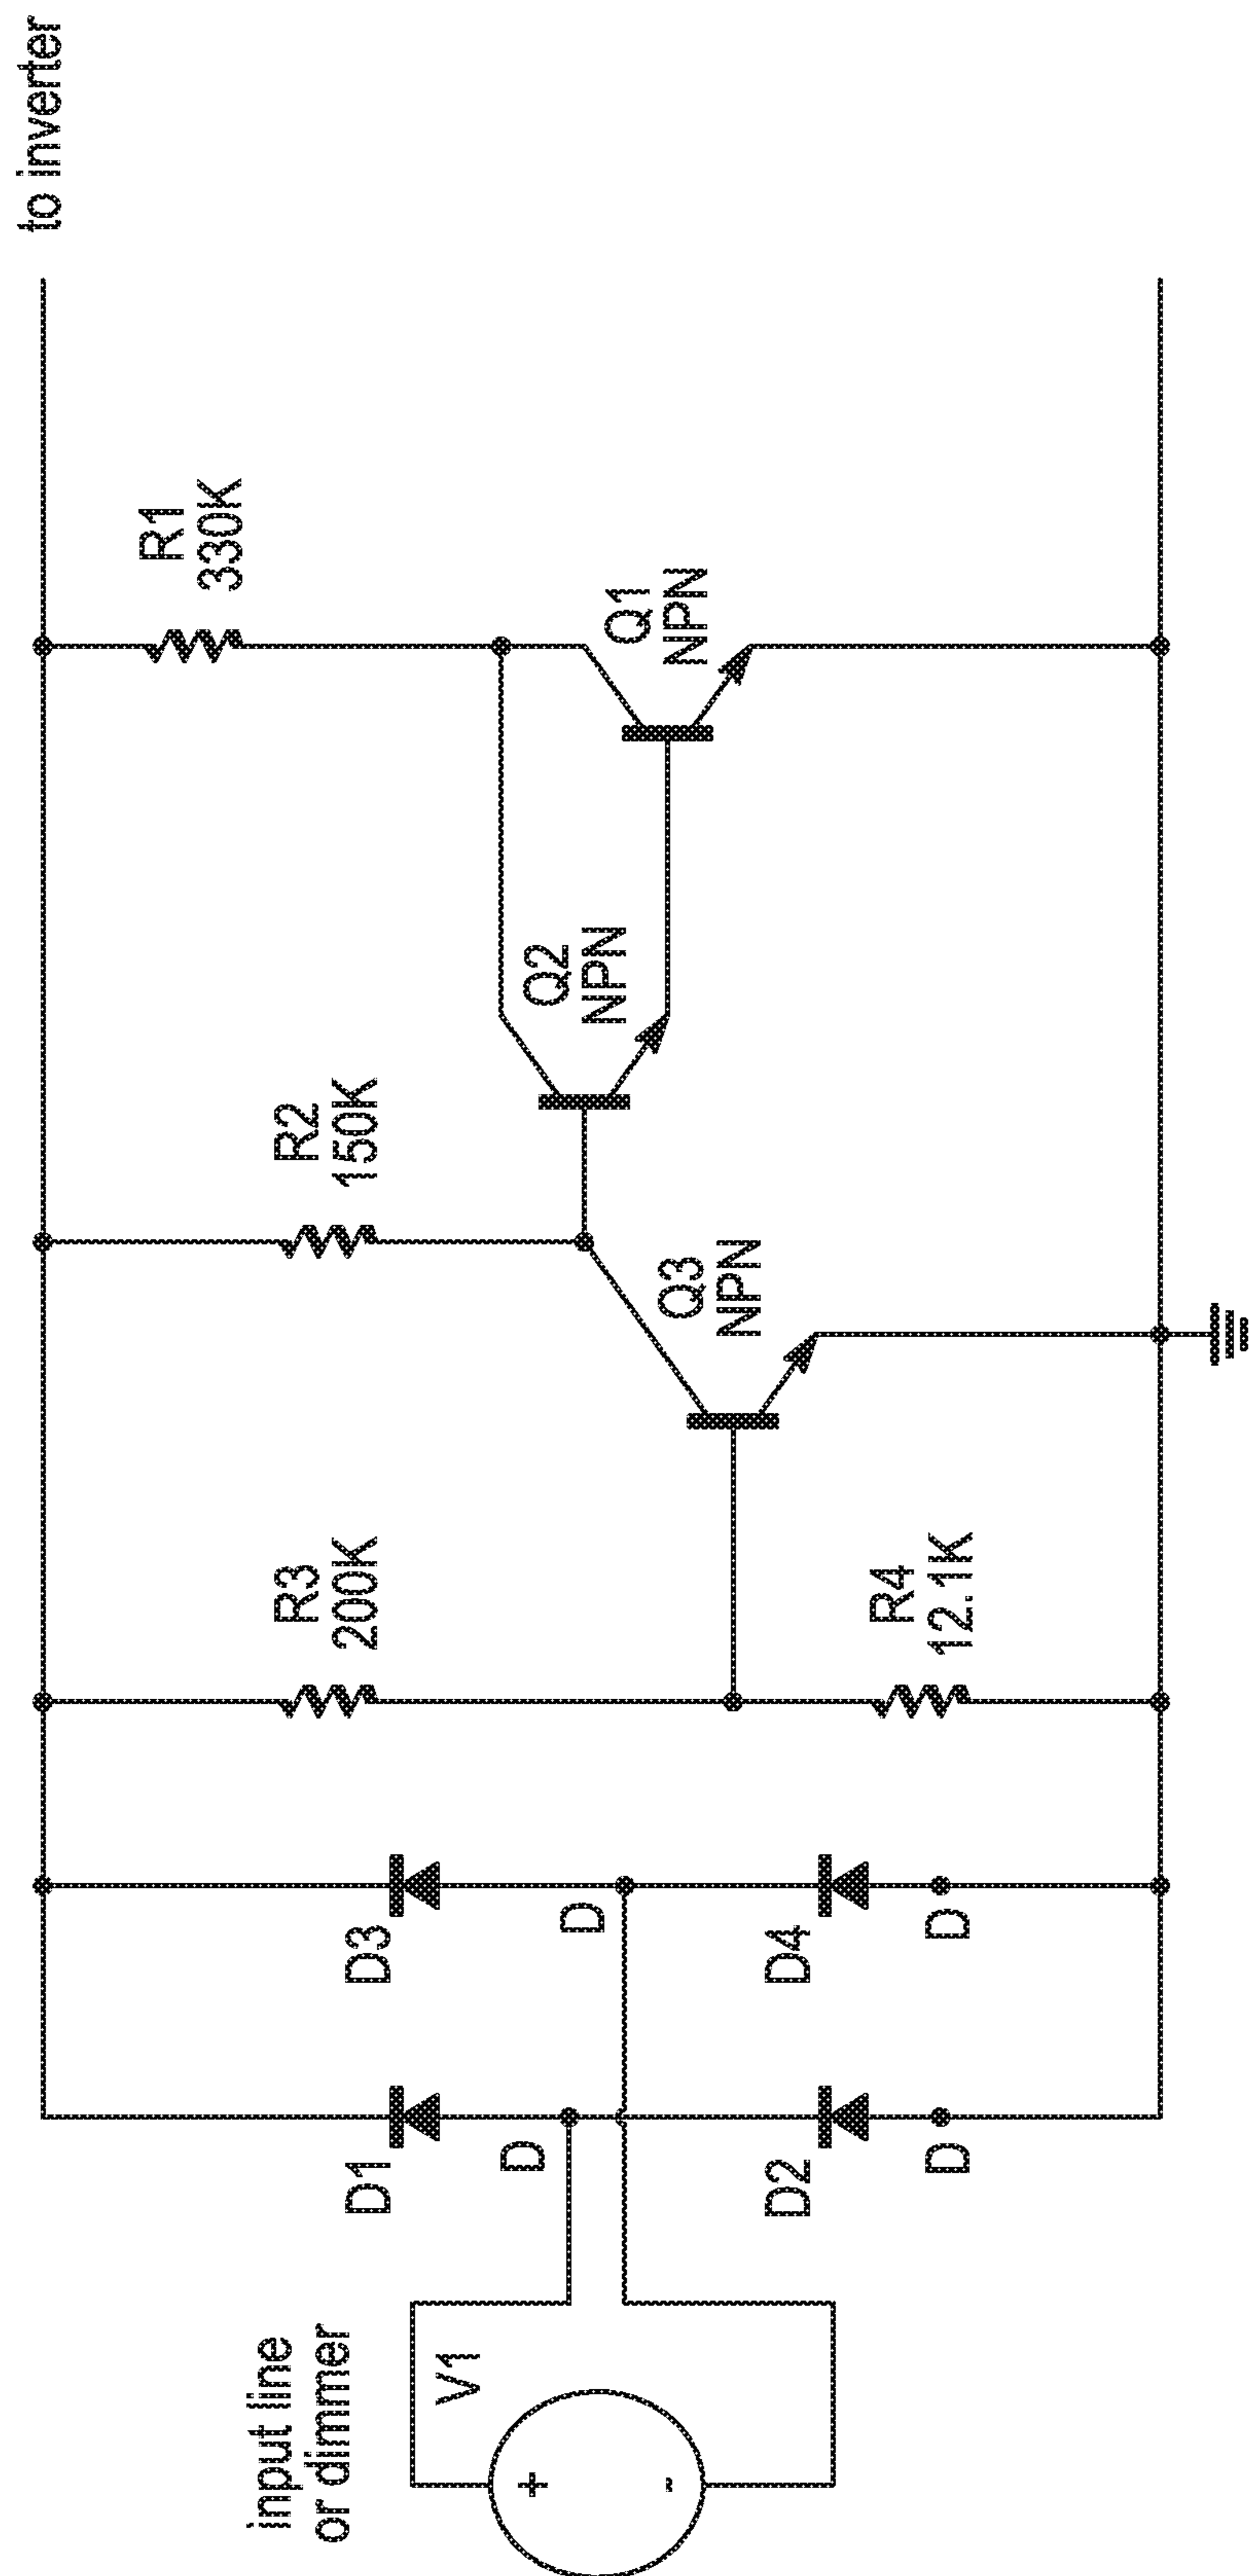 input line
or dimmer
V1
+
-
D1
D
D2
D
D3
D
D4
D
R3
200K
R4
12.1K
R2
150K
Q3
NPN
Q2
NPN
R1
330K
Q1
NPN
to inverter